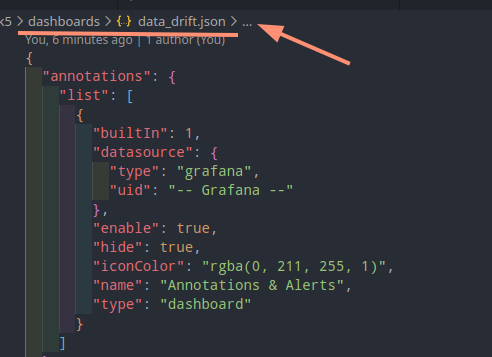 k5 > dashboards > {..} data_drift.json > ...
You, 6 minutes ago | 1 author (You)
{
"annotations": {
"list": [
{
"builtIn": 1,
"datasource": {
"type": "grafana",
"uid": "-- Grafana --"
},
"enable": true,
"hide": true,
"iconColor": "rgba(0, 211, 255, 1)",
"name": "Annotations & Alerts",
"type": "dashboard"
}
]